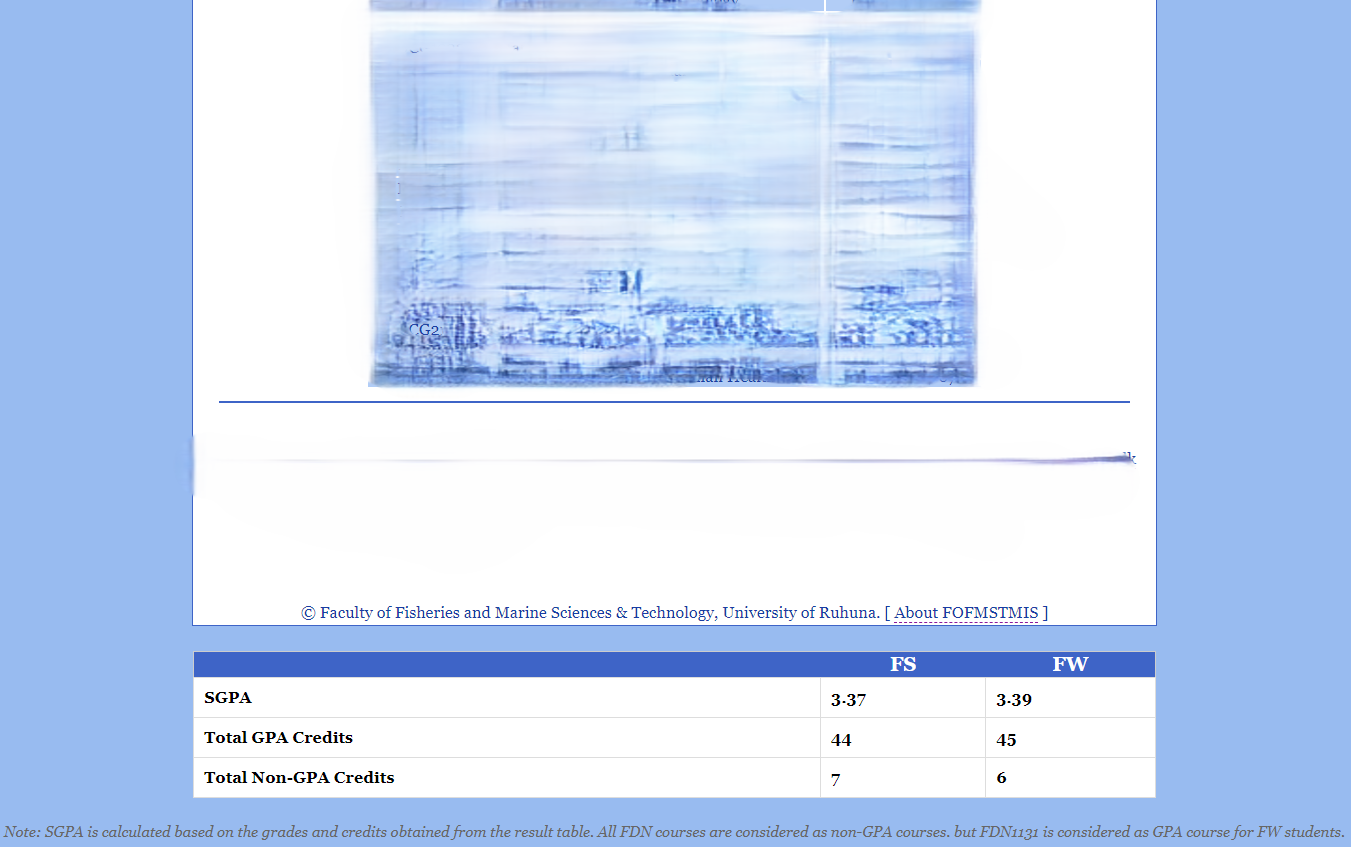 CG2
© Faculty of Fisheries and Marine Sciences & Technology, University of Ruhuna. [ About FOFMSTMIS ]
FS FW
SGPA 3.37 3.39
Total GPA Credits 44 45
Total Non-GPA Credits 7 6
Note: SGPA is calculated based on the grades and credits obtained from the result table. All FDN courses are considered as non-GPA courses. but FDN1131 is considered as GPA course for FW students.